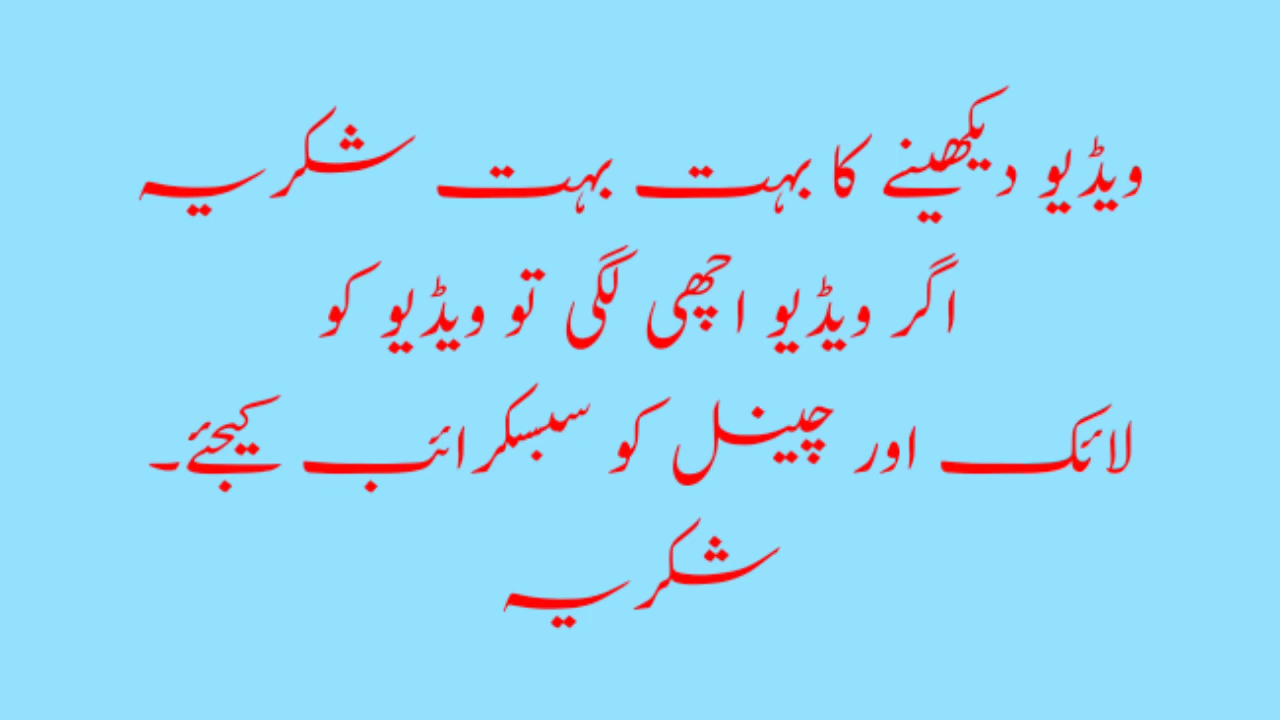 ویڈیو دیکھینے کا بہت بہت شکریہ
اگر ویڈیو اچھی لگی تو ویڈیو کو
لائک اور چینل کو سبسکرائب کیجئے۔
شکریہ